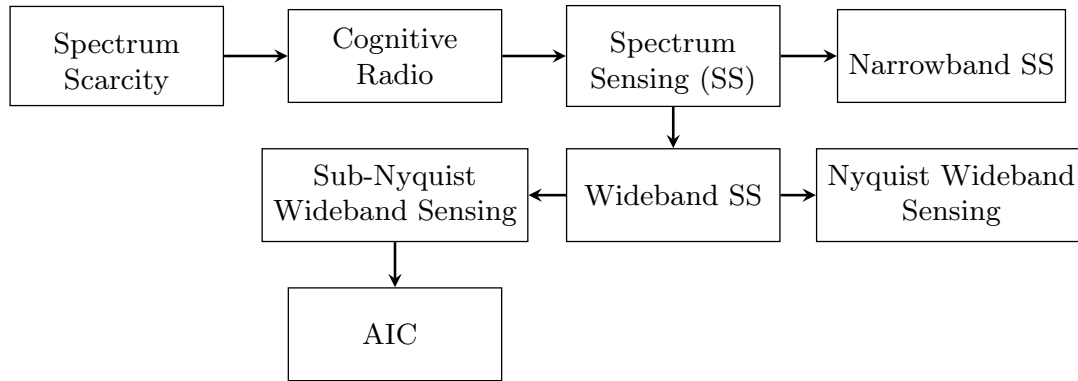 Spectrum
Scarcity
Cognitive
Radio
Spectrum
Sensing (SS)
Narrowband SS
Sub-Nyquist
Wideband Sensing
Wideband SS
Nyquist Wideband
Sensing
AIC